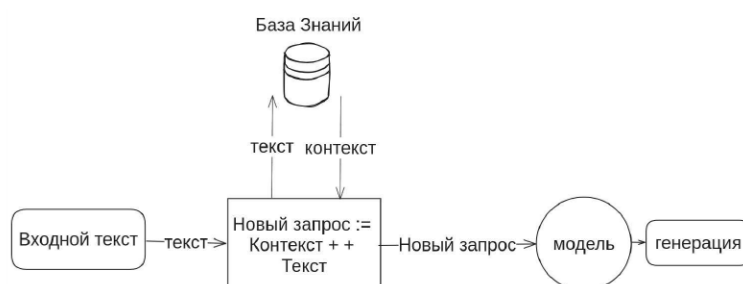 База Знаний
текст контекст
Входной текст
текст
Новый запрос :=
Контекст + +
Текст
Новый запрос
модель
генерация